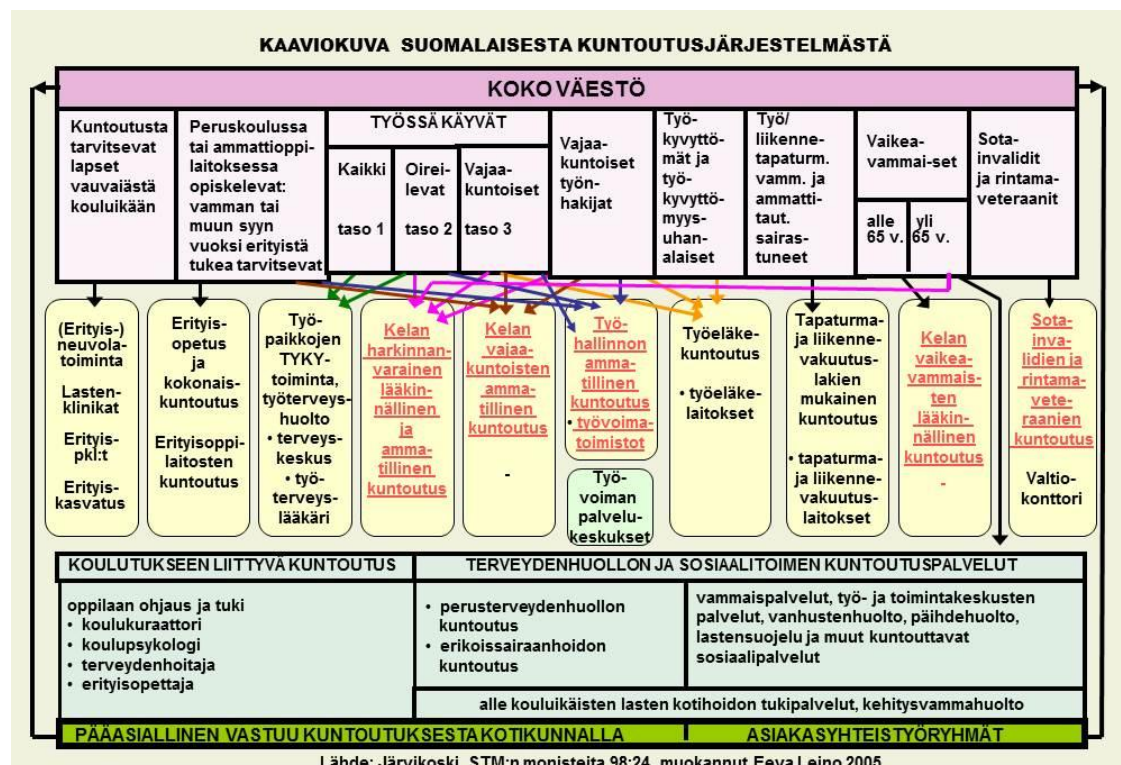 KAAVIOKUVA SUOMALAISESTA KUNTOUTUSJÄRJESTELMÄSTÄ
KOKO VÄESTÖ
Kuntoutusta
tarvitsevat
lapset
vauvaiästä
kouluikään
Peruskoulussa
tai ammattioppi-
laitoksessa
opiskelevat:
vamman tai
muun syyn
vuoksi erityistä
tukea tarvitsevat
TYÖSSÄ KÄYVÄT
Kaikki
taso 1
Oirei-
levat
taso 2
Vajaa-
kuntoiset
taso 3
Vajaa-
kuntoiset
työn-
hakijat
Työ-
kyvyttö-
mät ja
työ-
kyvyttö-
myys-
uhan-
alaiset
Työ/
liikenne-
tapaturm.
vamm. ja
ammatti-
taut.
sairas-
tuneet
Vaikea-
vammai-set
alle
65 v.
yli
65 v.
Sota-
invalidit
ja rintama-
veteraanit
(Erityis-)
neuvola-
toiminta
Lasten-
klinikat
Erityis-
pkl:t
Erityis-
kasvatus
Erityis-
opetus
ja
kokonais-
kuntoutus
Erityisoppi-
laitosten
kuntoutus
Työ-
paikkojen
TYKY-
toiminta,
työterveys-
huolto
• terveys-
keskus
• työ-
terveys-
lääkäri
Kelan
harkinnan-
varainen
lääkin-
nällinen
ja
amma-
tillinen
kuntoutus
Kelan
vajaa-
kuntoisten
amma-
tillinen
kuntoutus
-
Työ-
hallinnon
amma-
tillinen
kuntoutus
• työvoima-
toimistot
Työ-
voiman
palvelu-
keskukset
Työeläke-
kuntoutus
• työeläke-
laitokset
Tapaturma-
ja liikenne-
vakuutus-
lakien
mukainen
kuntoutus
• tapaturma-
ja liikenne-
vakuutus-
laitokset
Kelan
vaikea-
vammais-
ten
lääkin-
nällinen
kuntoutus
-
Sota-
inva-
lidien ja
rintama-
vete-
raanien
kuntoutus
Valtio-
konttori
KOULUTUKSEEN LIITTYVÄ KUNTOUTUS
oppilaan ohjaus ja tuki
• koulukuraattori
• koulupsykologi
• terveydenhoitaja
• erityisopettaja
TERVEYDENHUOLLON JA SOSIAALITOIMEN KUNTOUTUSPALVELUT
• perusterveydenhuollon
kuntoutus
• erikoissairaanhoidon
kuntoutus
vammaispalvelut, työ- ja toimintakeskusten
palvelut, vanhustenhuolto, päihdehuolto,
lastensuojelu ja muut kuntouttavat
sosiaalipalvelut
alle kouluikäisten lasten kotihoidon tukipalvelut, kehitysvammahuolto
PÄÄASIALLINEN VASTUU KUNTOUTUKSESTA KOTIKUNNALLA
ASIAKASYHTEISTYÖRYHMÄT
Lähde: Järvikoski, STM:n monisteita 98:24, muokannut Eeva Leino 2005